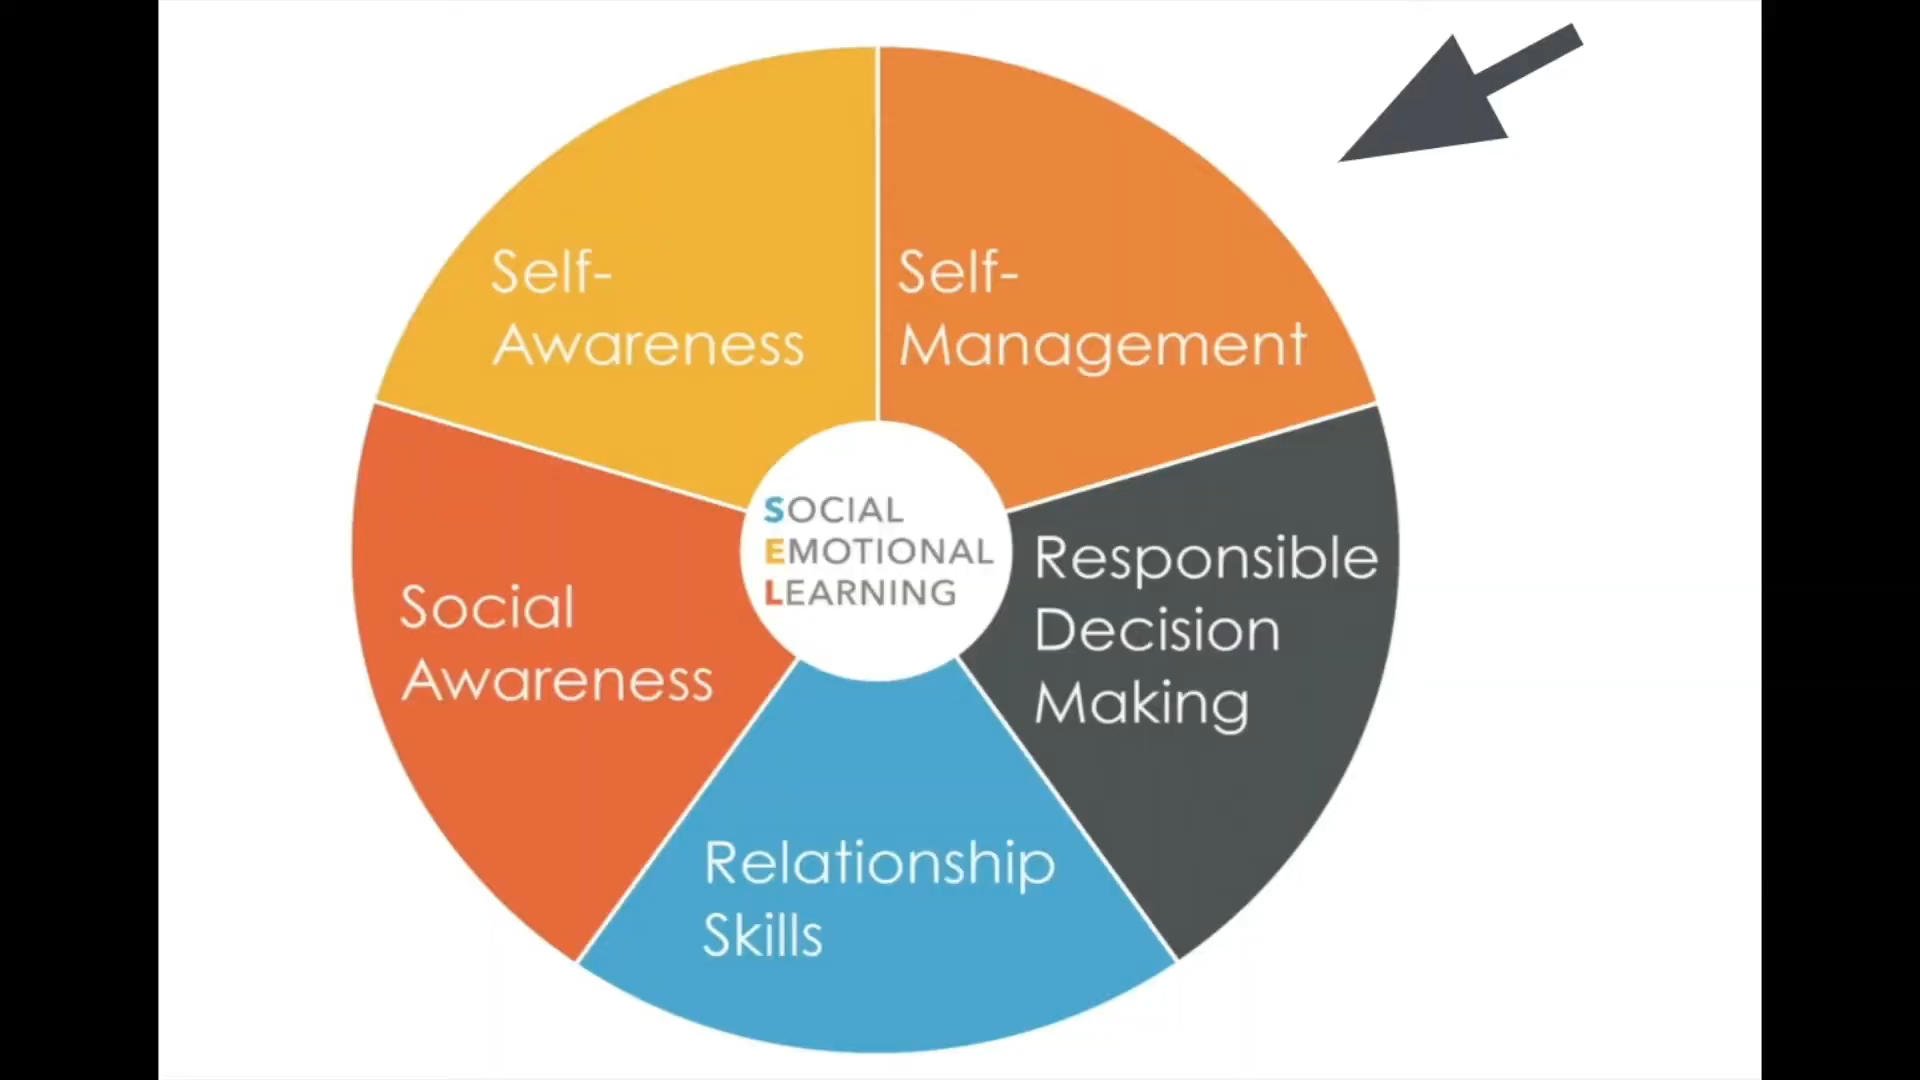 Self-
Awareness
Self-
Management
SOCIAL
EMOTIONAL
LEARNING
Responsible
Decision
Making
Social
Awareness
Relationship
Skills